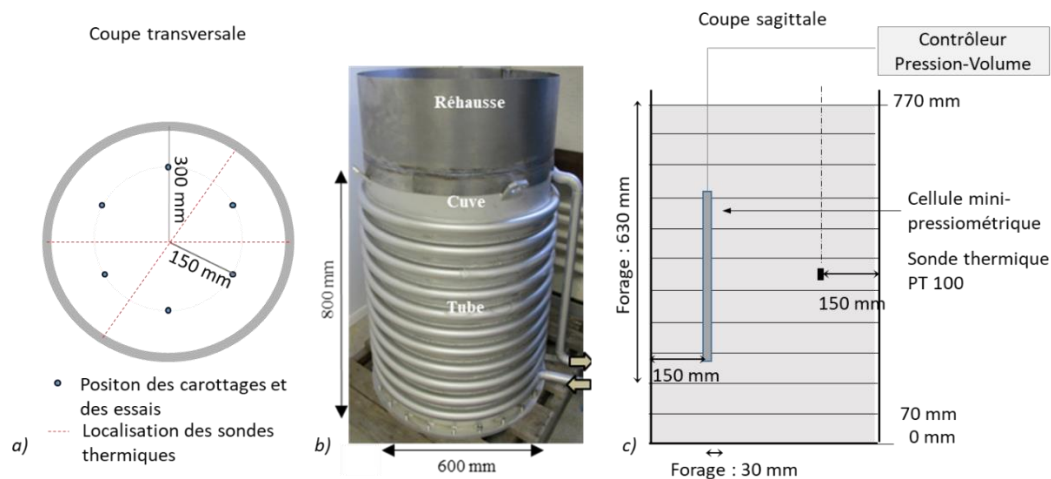 Coupe transversale
300 mm
150 mm
Positon des carottages et
des essais
Localisation des sondes
thermiques
a)
Réhausse
Cuve
Tube
800 mm
600 mm
b)
Coupe sagittale
Contrôleur
Pression-Volume
770 mm
Forage : 630 mm
Cellule mini-
pressiométrique
Sonde thermique
PT 100
150 mm
150 mm
70 mm
0 mm
Forage : 30 mm
c)